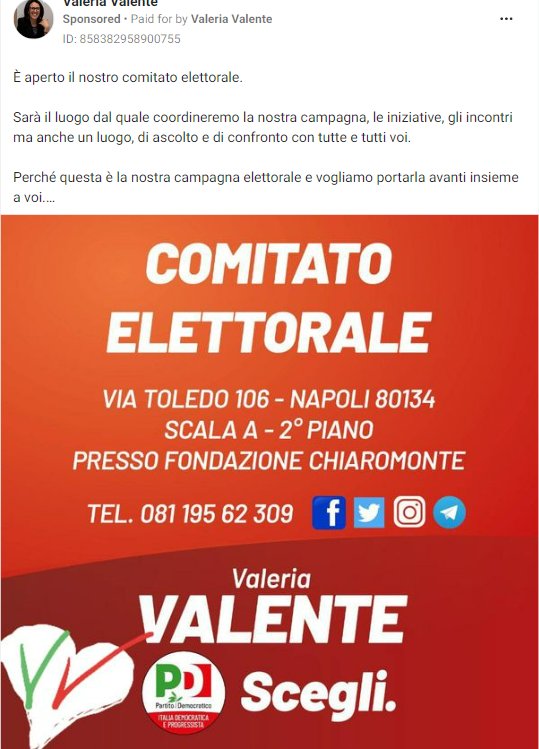 Valeria Valente
Sponsored • Paid for by Valeria Valente
ID: 858382958900755
È aperto il nostro comitato elettorale.
Sarà il luogo dal quale coordineremo la nostra campagna, le iniziative, gli incontri
ma anche un luogo, di ascolto e di confronto con tutte e tutti voi.
Perché questa è la nostra campagna elettorale e vogliamo portarla avanti insieme
a voi....
COMITATO
ELETTORALE
VIA TOLEDO 106 - NAPOLI 80134
SCALA A - 2° PIANO
PRESSO FONDAZIONE CHIAROMONTE
TEL. 081 195 62 309
Valeria
VALENTE
PD
Partito Democratico
ITALIA DEMOCRATICA
E PROGRESSISTA
Scegli.